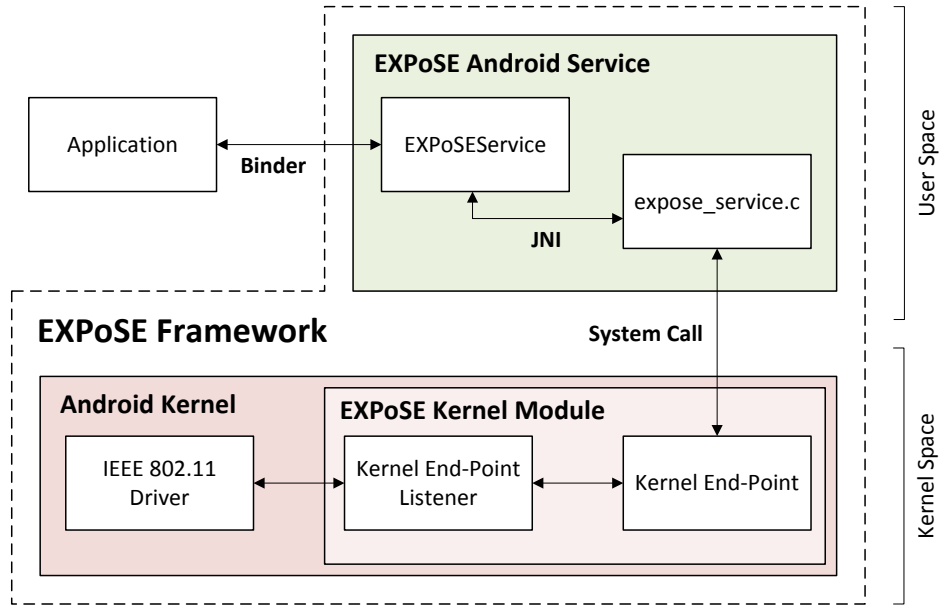 EXPoSE Android Service
Application
EXPoSEService
Binder
expose_service.c
JNI
User Space
EXPoSE Framework
System Call
Android Kernel
EXPoSE Kernel Module
IEEE 802.11
Driver
Kernel End-Point
Listener
Kernel End-Point
Kernel Space